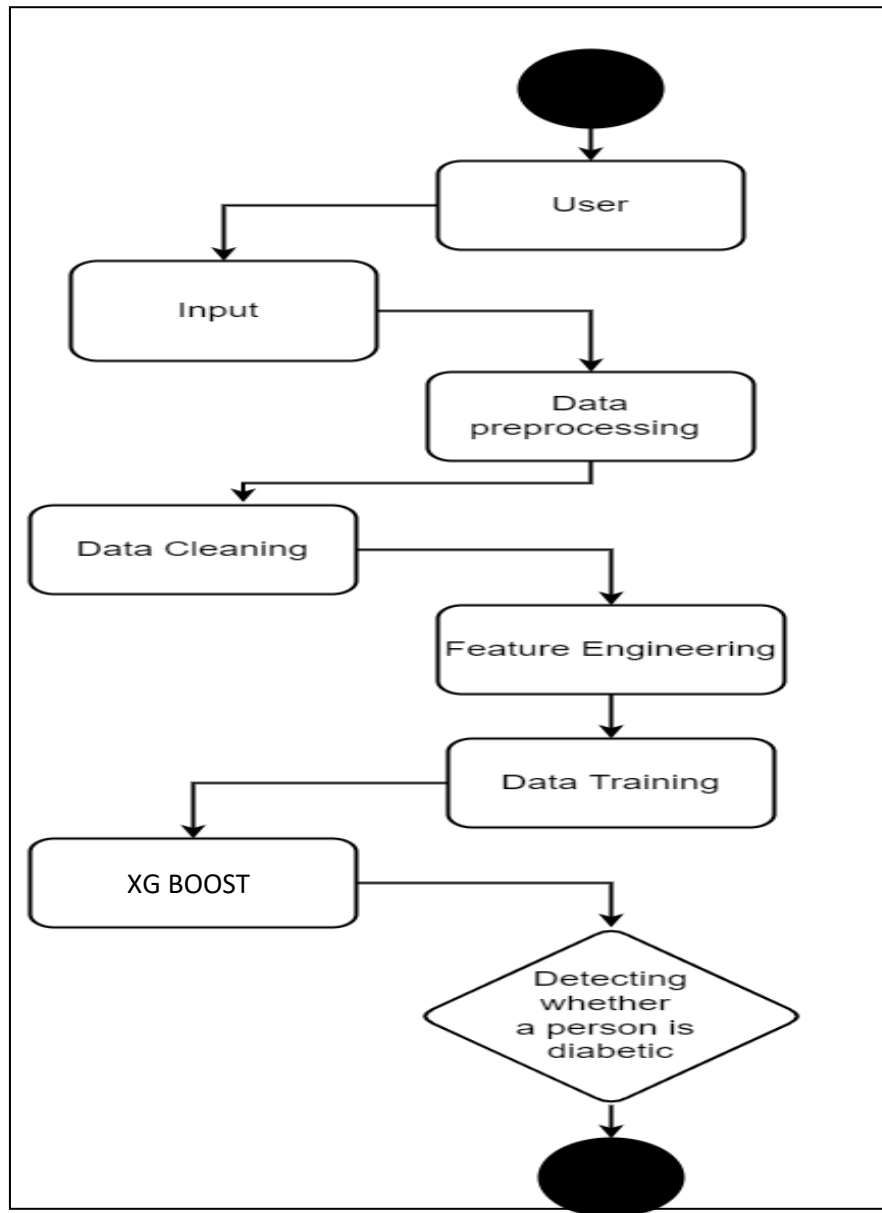 User
Input
Data
preprocessing
Data Cleaning
Feature Engineering
Data Training
XG BOOST
Detecting
whether
a person is
diabetic